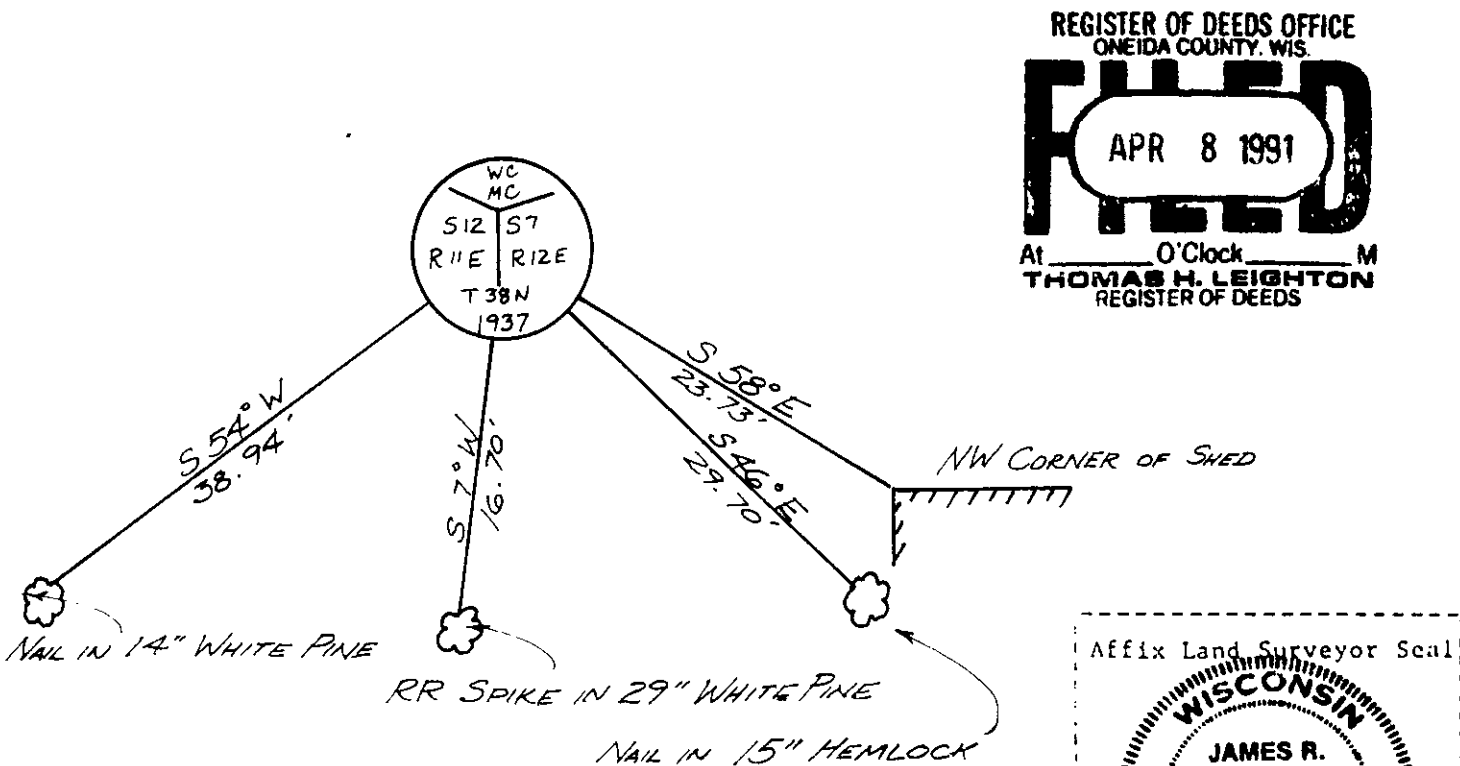 REGISTER OF DEEDS OFFICE
ONEIDA COUNTY. WIS.
FILED
APR 8 1991
At ________ O'Clock ________ M
THOMAS H. LEIGHTON
REGISTER OF DEEDS
WC
MC
S12 S7
R11E R12E
T38N
1937
S 54° W
38.94'
S 7° W
16.70'
S 58° E
23.73'
S 46° E
29.70'
NW CORNER OF SHED
NAIL IN 14" WHITE PINE
RR SPIKE IN 29" WHITE PINE
NAIL IN 15" HEMLOCK
Affix Land Surveyor Seal
WISCONSIN
JAMES R.